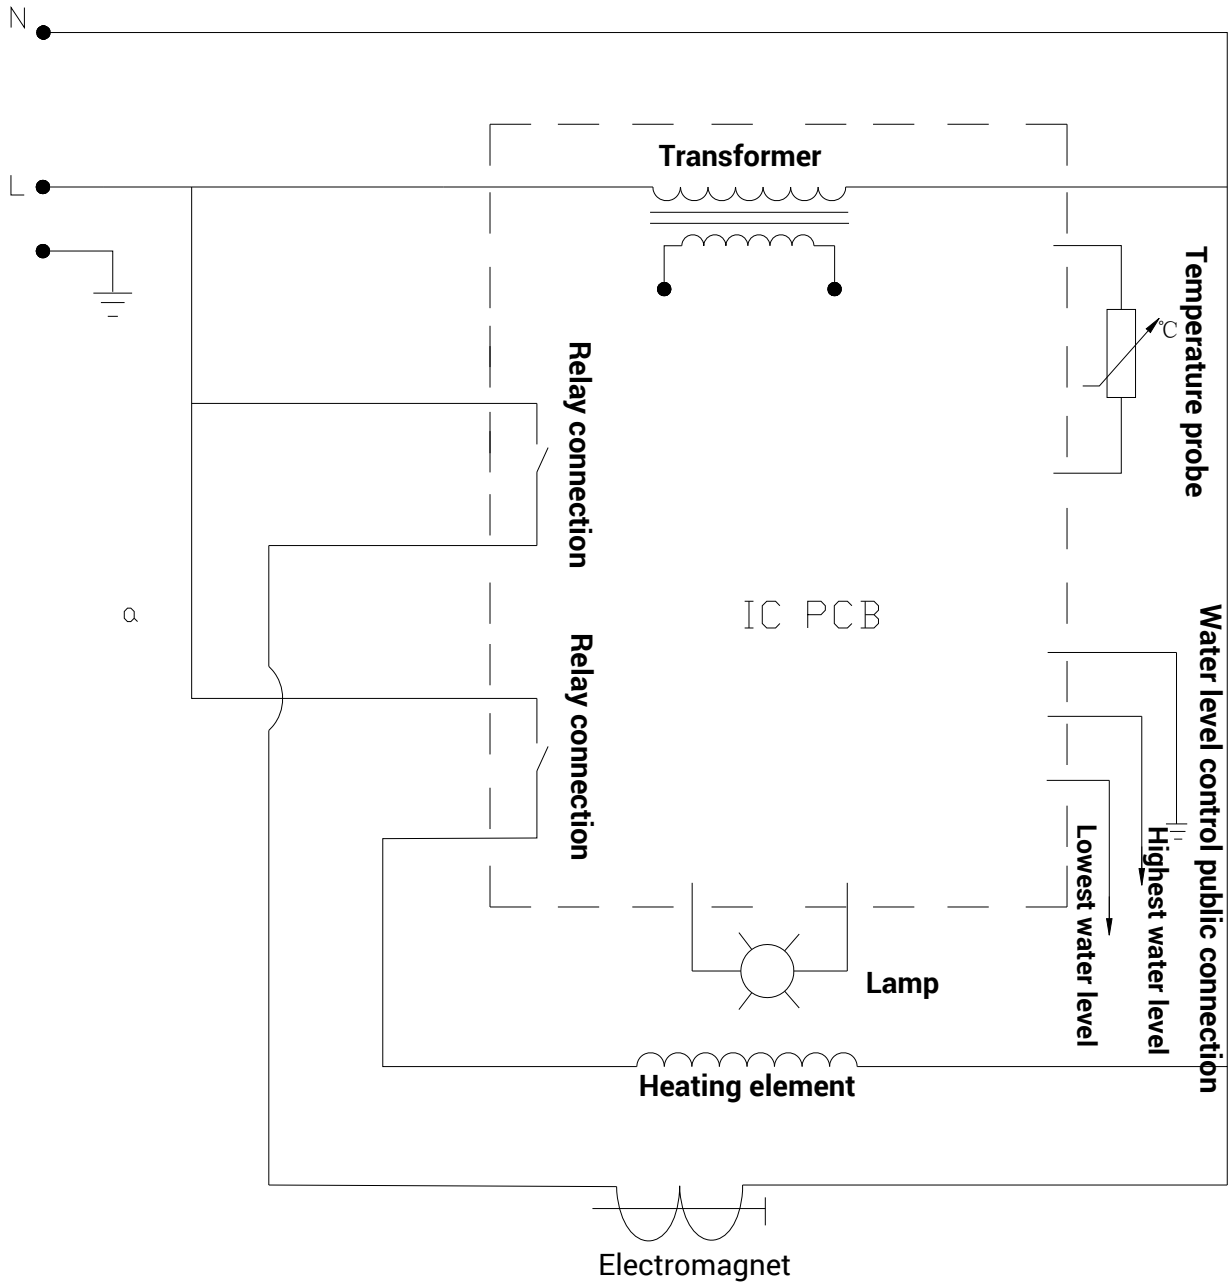 N
Transformer
L
Temperature probe
℃
Relay connection
IC PCB
a
Water level control public connection
Relay connection
Highest water level
Lowest water level
Lamp
Heating element
Electromagnet